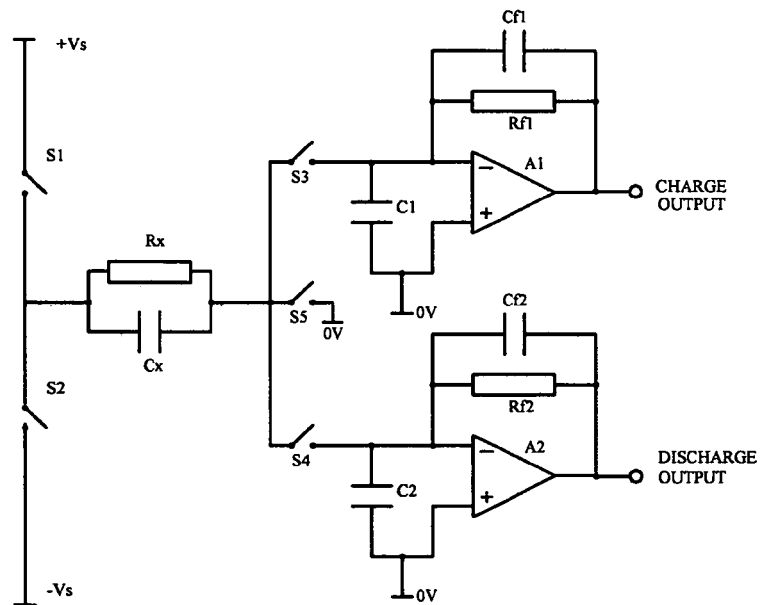 +Vs
Cf1
Rf1
S1
S3
A1
−
+
C1
CHARGE
OUTPUT
Rx
Cx
S5
0V
0V
Cf2
Rf2
S2
S4
A2
−
+
C2
DISCHARGE
OUTPUT
0V
-Vs